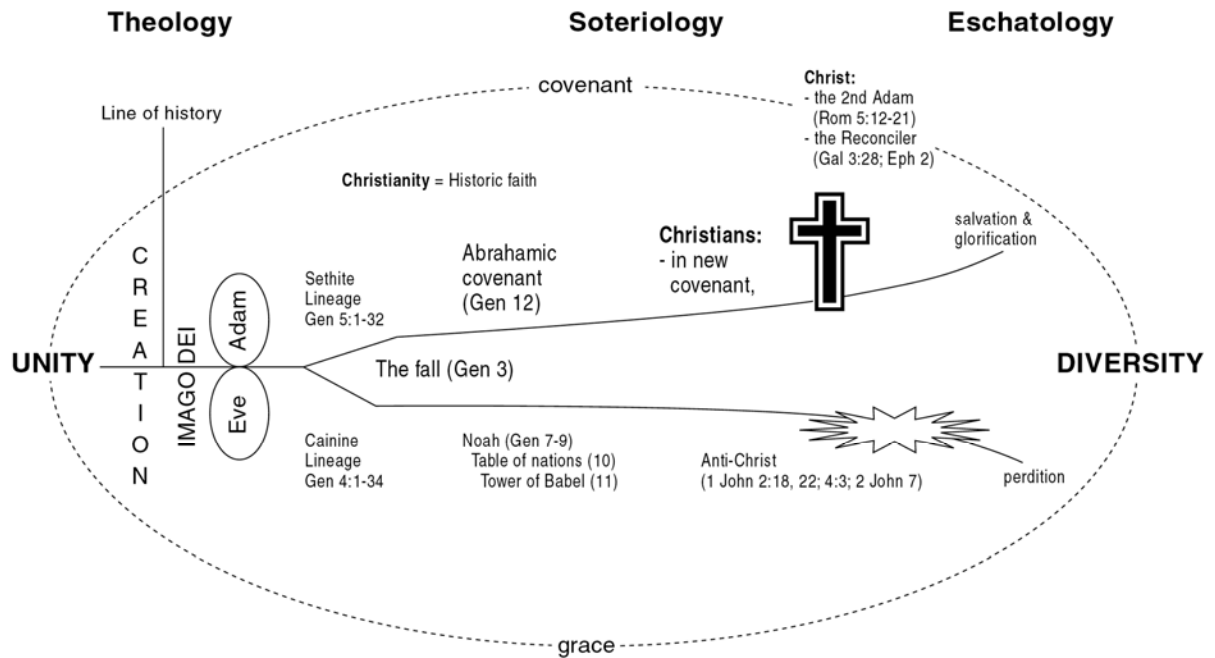 Theology
Soteriology
Eschatology
covenant
Christ:
- the 2nd Adam
(Rom 5:12-21)
- the Reconciler
(Gal 3:28; Eph 2)
Line of history
Christianity = Historic faith
CREATION
IMAGO DEI
Adam
Eve
Sethite
Lineage
Gen 5:1-32
Abrahamic
covenant
(Gen 12)
Christians:
- in new
covenant,
salvation &
glorification
UNITY
The fall (Gen 3)
DIVERSITY
Cainine
Lineage
Gen 4:1-34
Noah (Gen 7-9)
Table of nations (10)
Tower of Babel (11)
Anti-Christ
(1 John 2:18, 22; 4:3; 2 John 7)
perdition
grace